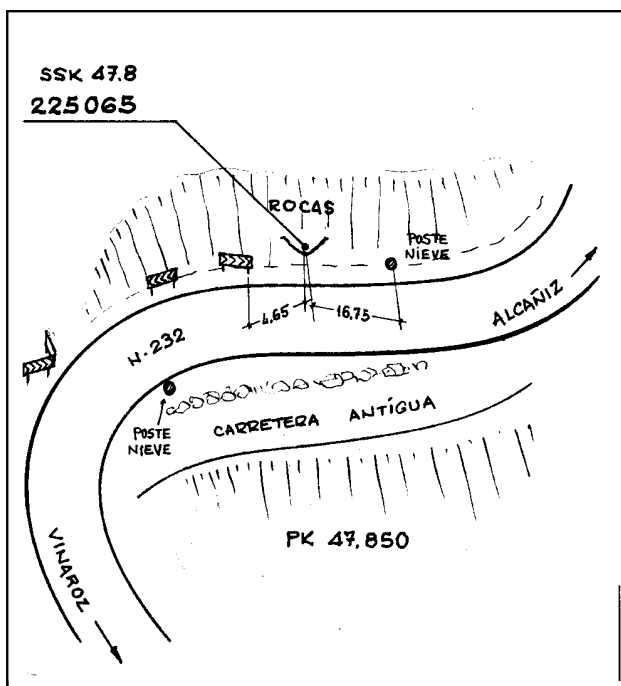 SSK 47.8
225065
ROCAS
POSTE
NIEVE
4,65
16,75
ALCAÑIZ
N-232
POSTE
NIEVE
CARRETERA ANTÍGUA
PK 47,850
VINAROZ